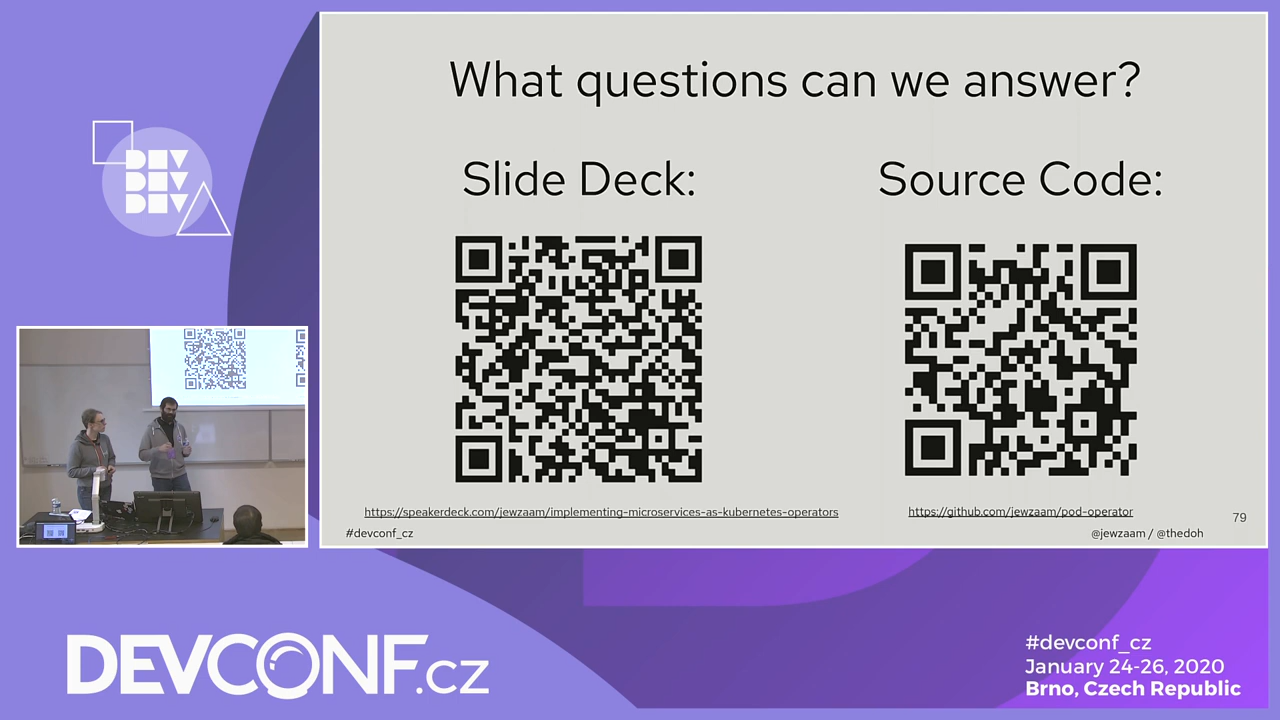 What questions can we answer?
Slide Deck:
Source Code:
https://speakerdeck.com/jewzaam/implementing-microservices-as-kubernetes-operators
https://github.com/jewzaam/pod-operator
79
#devconf_cz
@jewzaam / @thedoh
DEV
DEV
DEV
DEVCONF.cz
#devconf_cz
January 24-26, 2020
Brno, Czech Republic